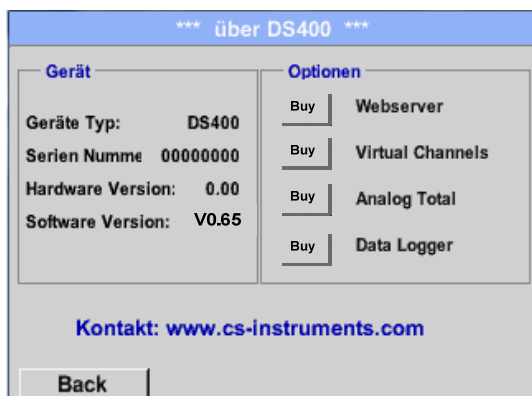 *** über DS400 ***
Gerät
Geräte Typ: DS400
Serien Numme 00000000
Hardware Version: 0.00
Software Version: V0.65
Optionen
Buy Webserver
Buy Virtual Channels
Buy Analog Total
Buy Data Logger
Kontakt: www.cs-instruments.com
Back